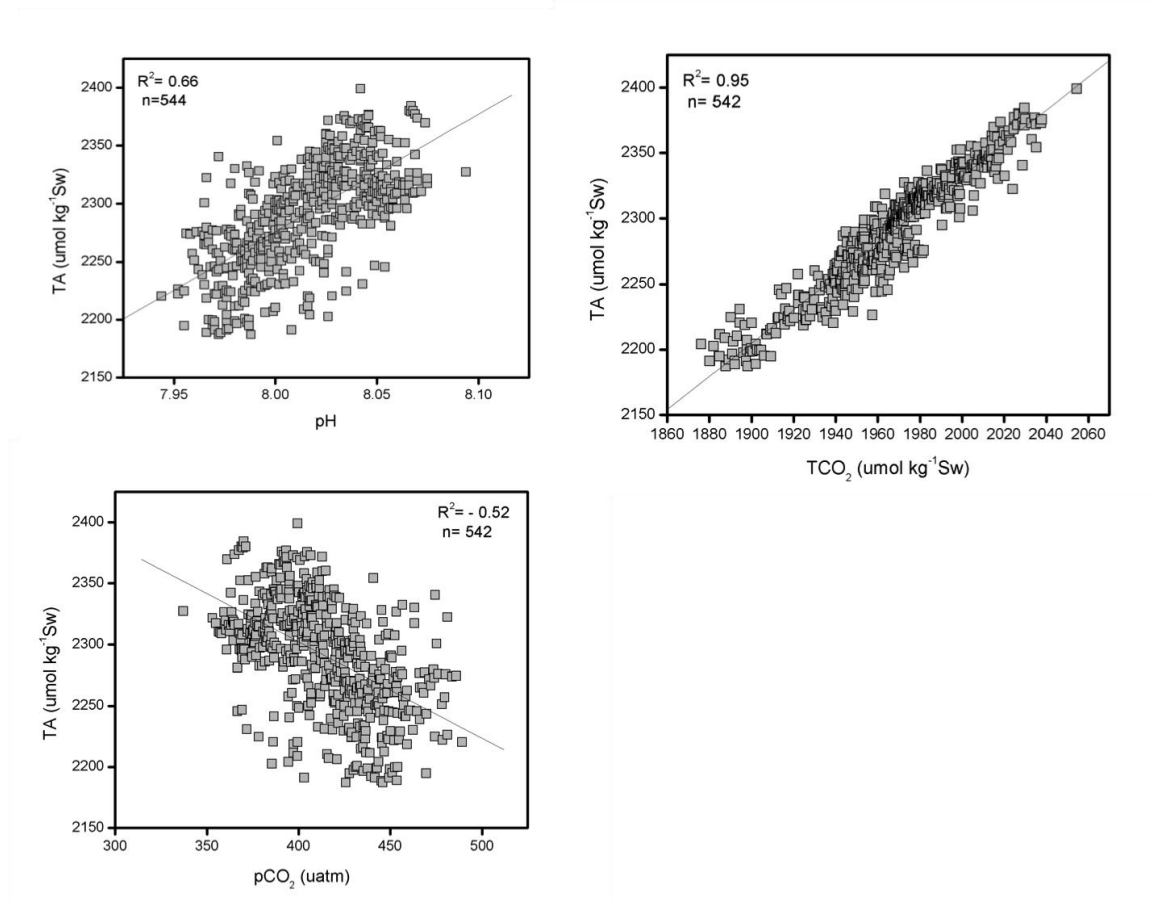 R²= 0.66
n=544
2400
2350
2300
2250
2200
2150
TA (umol kg⁻¹Sw)
7.95 8.00 8.05 8.10
pH
R²= 0.95
n= 542
2400
2350
2300
2250
2200
2150
TA (umol kg⁻¹Sw)
1860 1880 1900 1920 1940 1960 1980 2000 2020 2040 2060
TCO₂ (umol kg⁻¹Sw)
R²= - 0.52
n= 542
2400
2350
2300
2250
2200
2150
TA (umol kg⁻¹Sw)
300 350 400 450 500
pCO₂ (uatm)